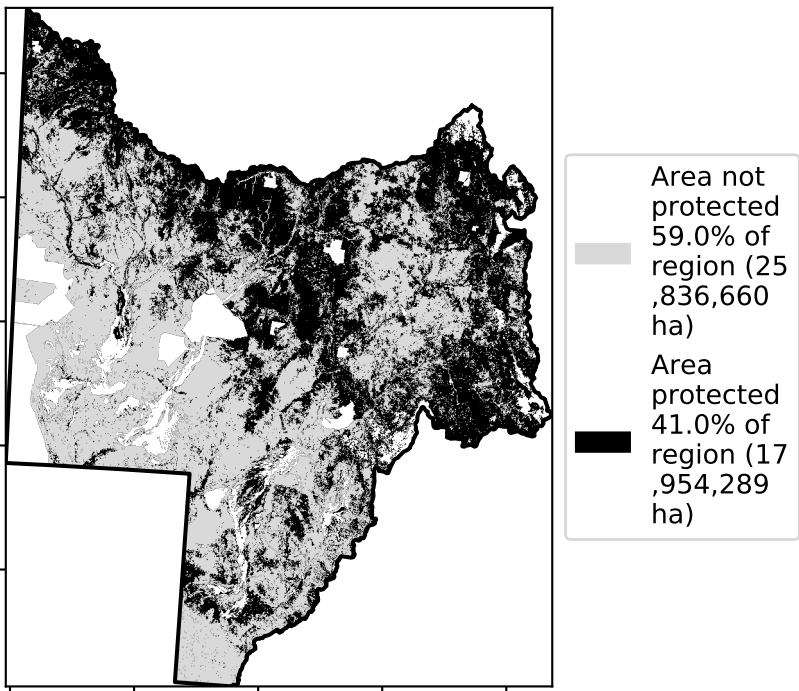 Area not
protected
59.0% of
region (25
,836,660
ha)
Area
protected
41.0% of
region (17
,954,289
ha)